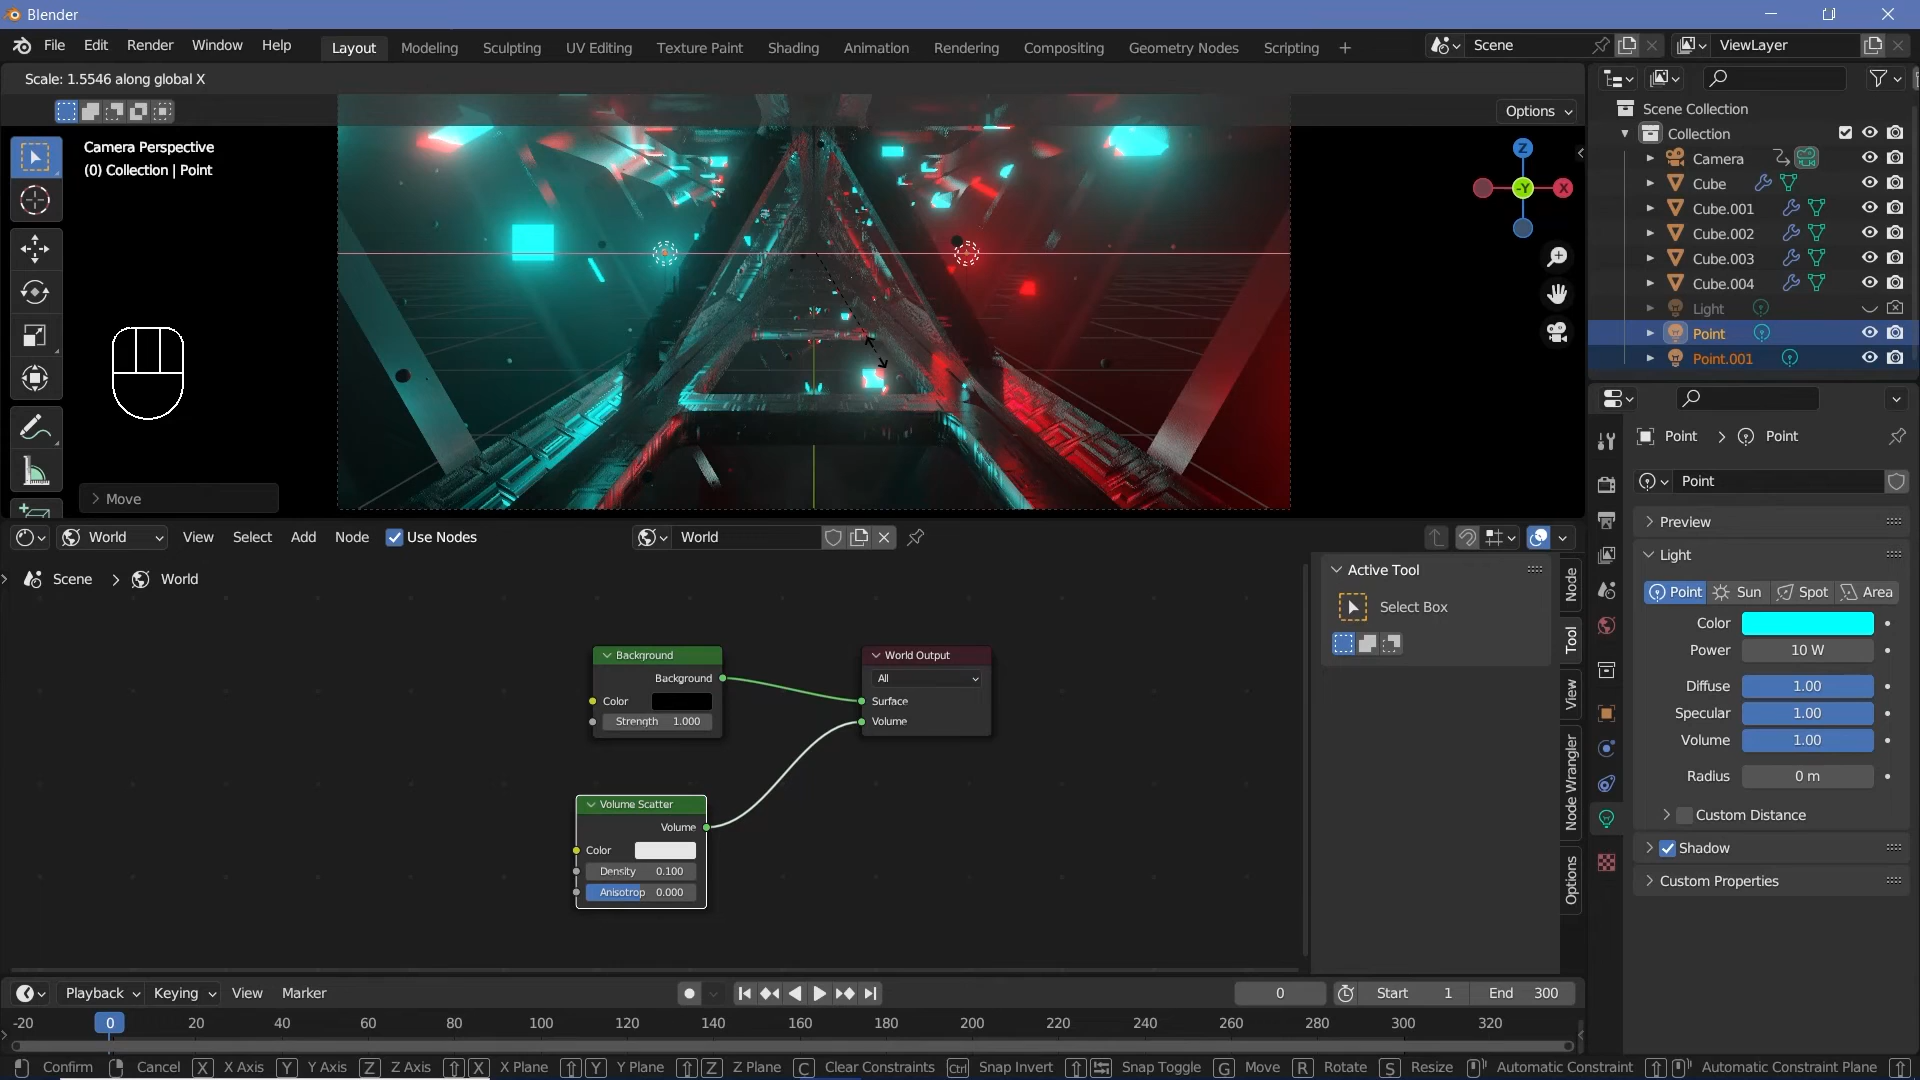 Blender
File Edit Render Window Help Layout Modeling Sculpting UV Editing Texture Paint Shading Animation Rendering Compositing Geometry Nodes Scripting + Scene ViewLayer
Scale: 1.5546 along global X
Options
Camera Perspective
(0) Collection | Point
Z
-Y X
Move
Scene Collection
Collection
Camera
Cube
Cube.001
Cube.002
Cube.003
Cube.004
Light
Point
Point.001
Point Point
Point
Preview
Light
Point Sun Spot Area
Color
Power 10 W
Diffuse 1.00
Specular 1.00
Volume 1.00
Radius 0 m
Custom Distance
Shadow
Custom Properties
World View Select Add Node Use Nodes World
Scene World
Background
Background
Color
Strength 1.000
World Output
All
Surface
Volume
Volume Scatter
Volume
Color
Density 0.100
Anisotrop 0.000
Active Tool
Select Box
Node
Tool
View
Node Wrangler
Options
Playback Keying View Marker 0 Start 1 End 300
-20 0 20 40 60 80 100 120 140 160 180 200 220 240 260 280 300 320
Confirm Cancel X X Axis Y Y Axis Z Z Axis X X Plane Y Y Plane Z Z Plane C Clear Constraints Ctrl Snap Invert Snap Toggle G Move R Rotate S Resize Automatic Constraint Automatic Constraint Plane